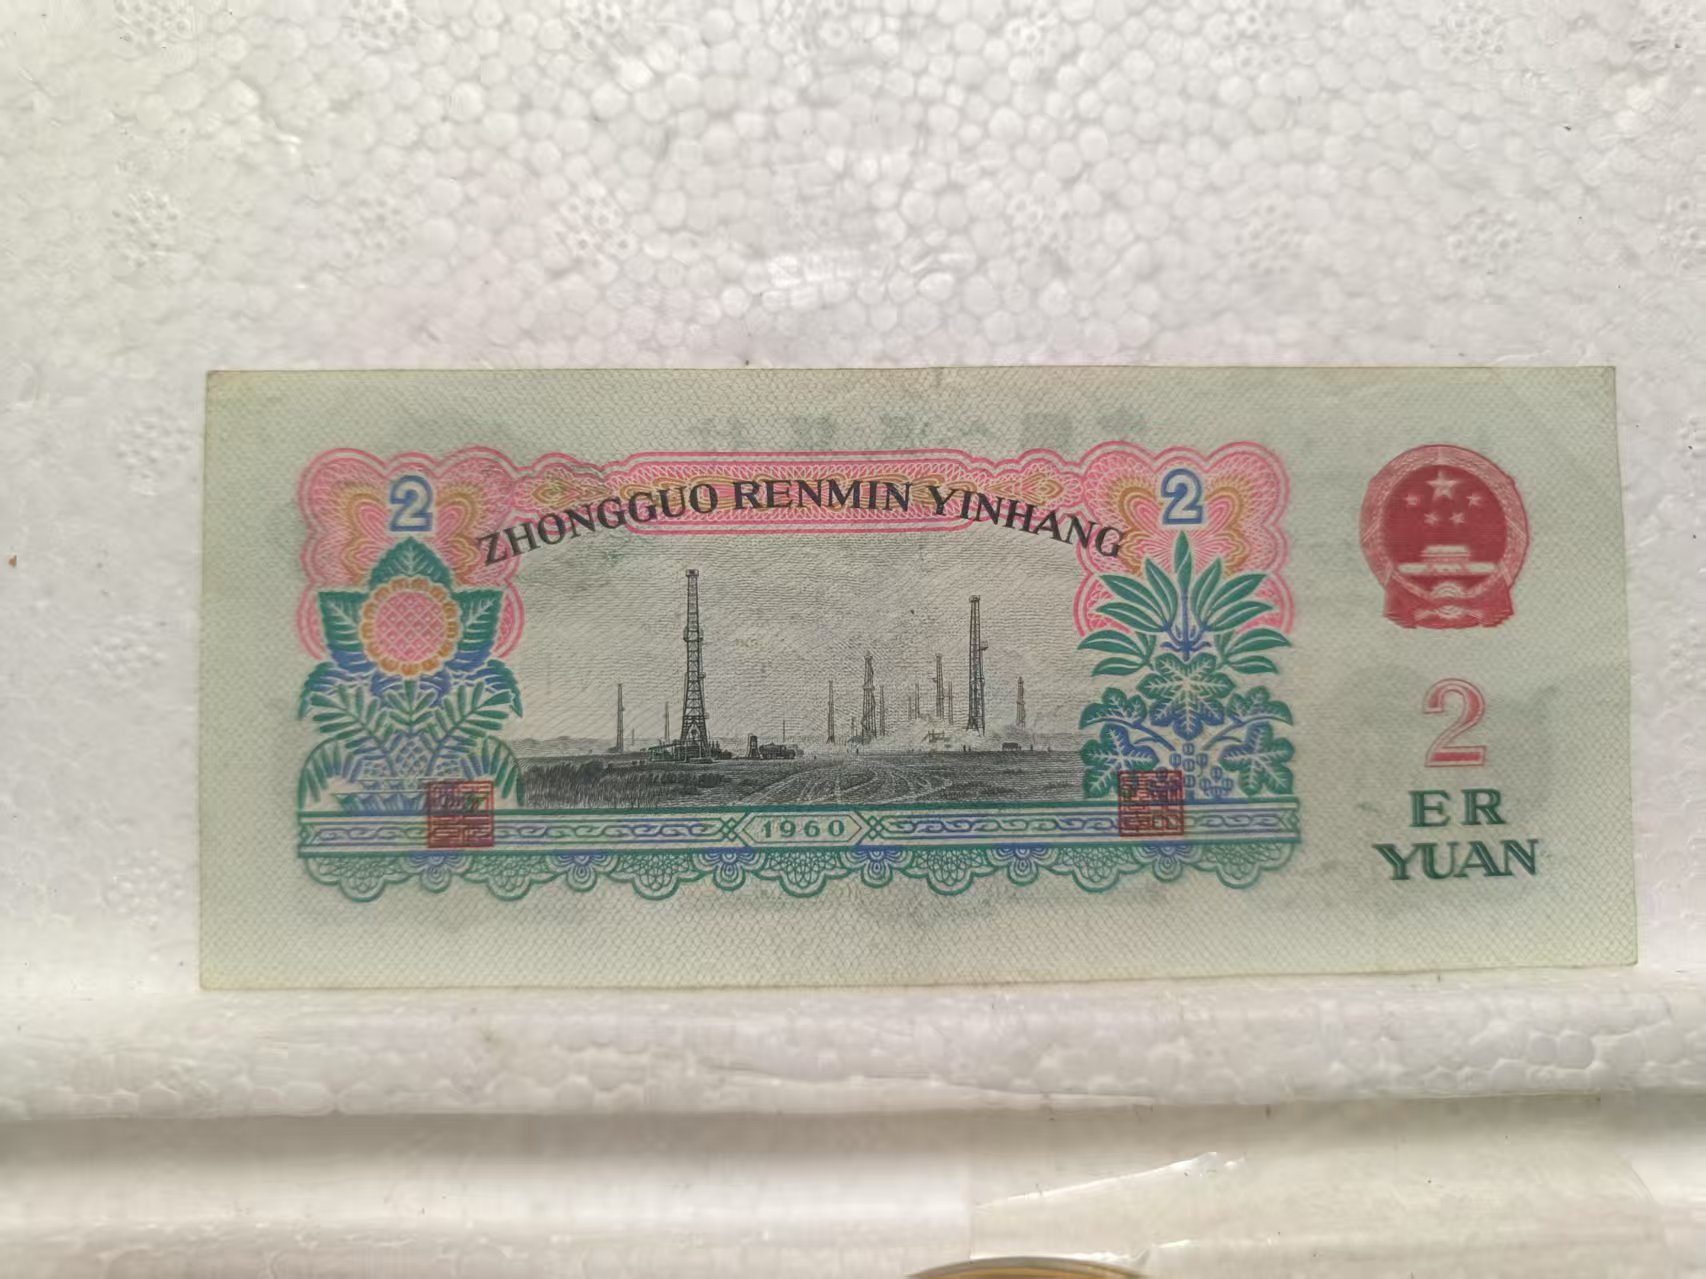 2
ZHONGGUO RENMIN YINHANG
2
2
ER
YUAN
1960